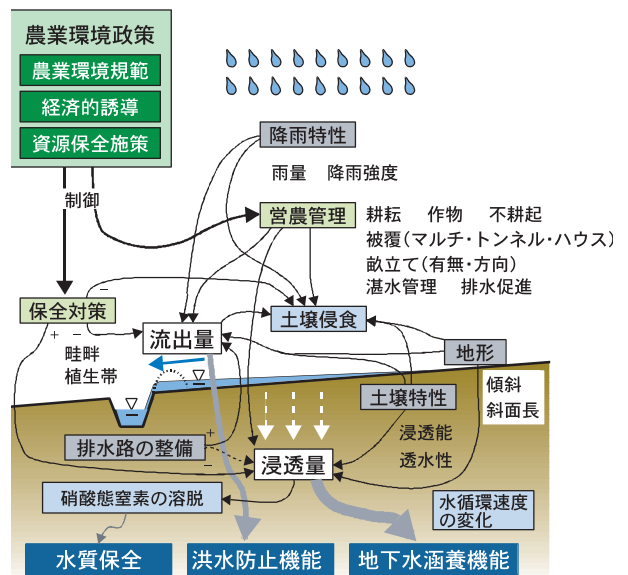 農業環境政策
農業環境規範
経済的誘導
資源保全施策
制御
降雨特性
雨量 降雨強度
営農管理
耕耘 作物 不耕起
被覆(マルチ・トンネル・ハウス)
畝立て(有無・方向)
湛水管理 排水促進
保全対策
−
+ −
畦畔
植生帯
流出量
土壌侵食
地形
傾斜
斜面長
土壌特性
浸透能
透水性
排水路の整備
+
−
浸透量
硝酸態窒素の溶脱
水循環速度
の変化
水質保全
洪水防止機能
地下水涵養機能